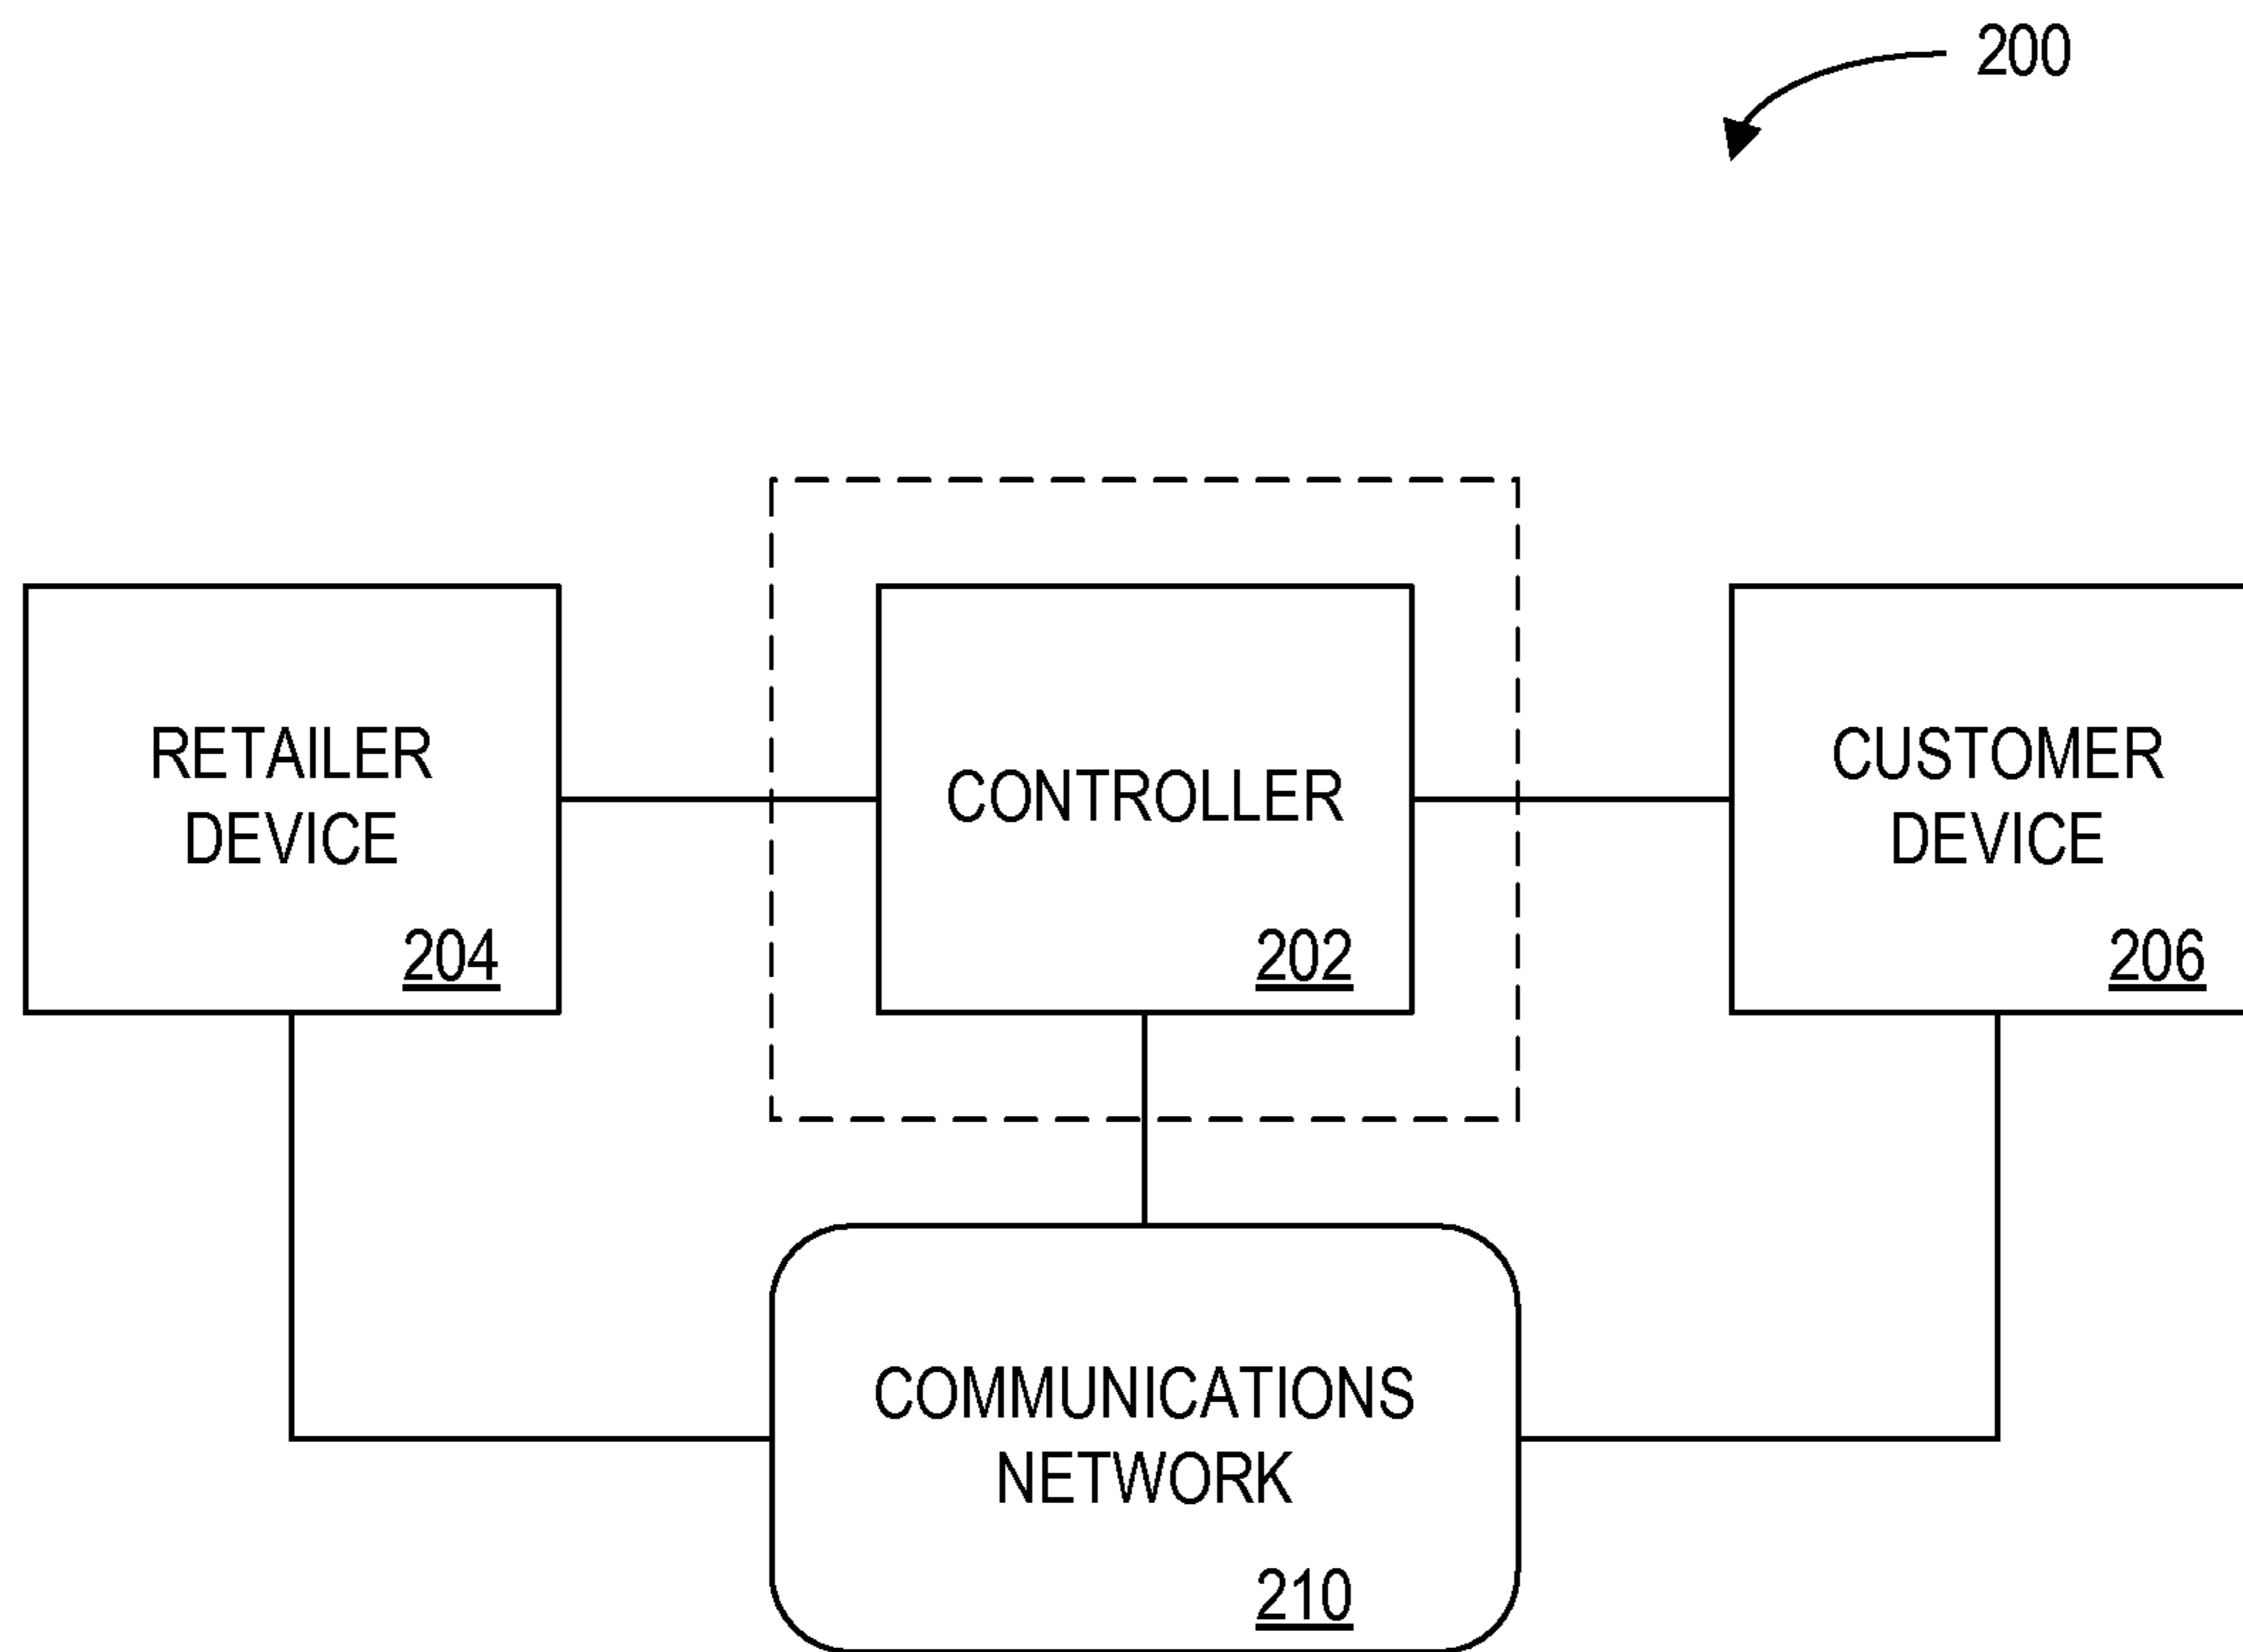 200
RETAILER
DEVICE
204
CONTROLLER
202
CUSTOMER
DEVICE
206
COMMUNICATIONS
NETWORK
210